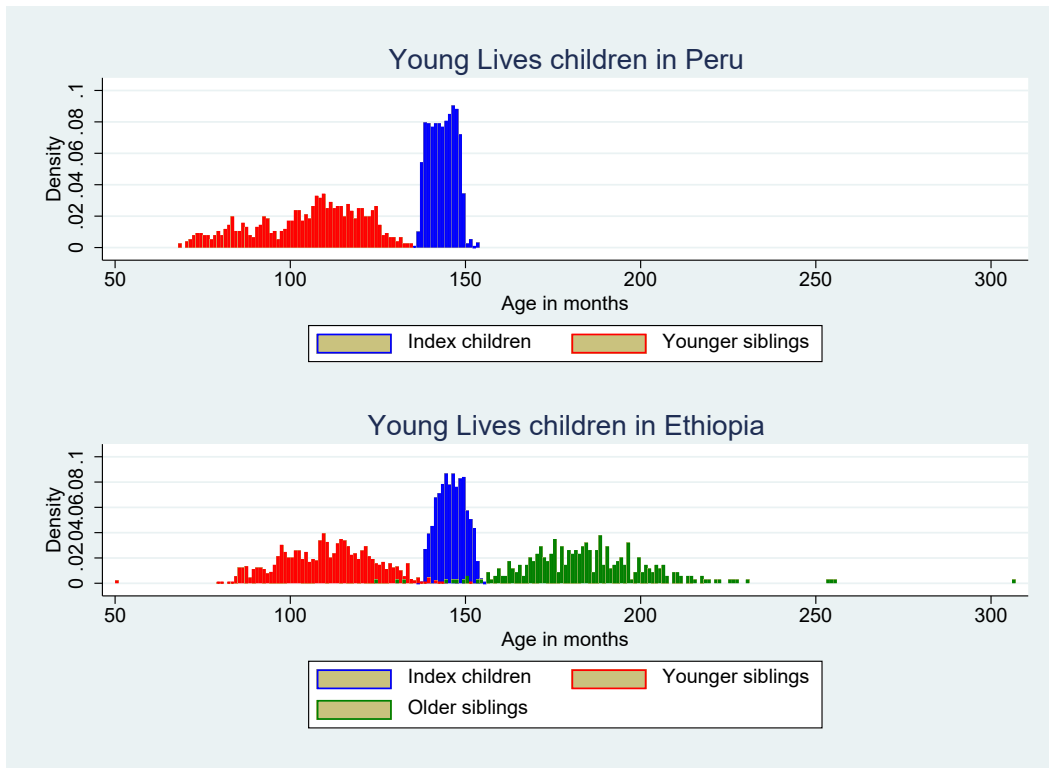 Young Lives children in Peru
Density
0 .02 .04 .06 .08 .1
50 100 150 200 250 300
Age in months
Index children Younger siblings
Young Lives children in Ethiopia
Density
0 .02 .04 .06 .08 .1
50 100 150 200 250 300
Age in months
Index children Younger siblings
Older siblings